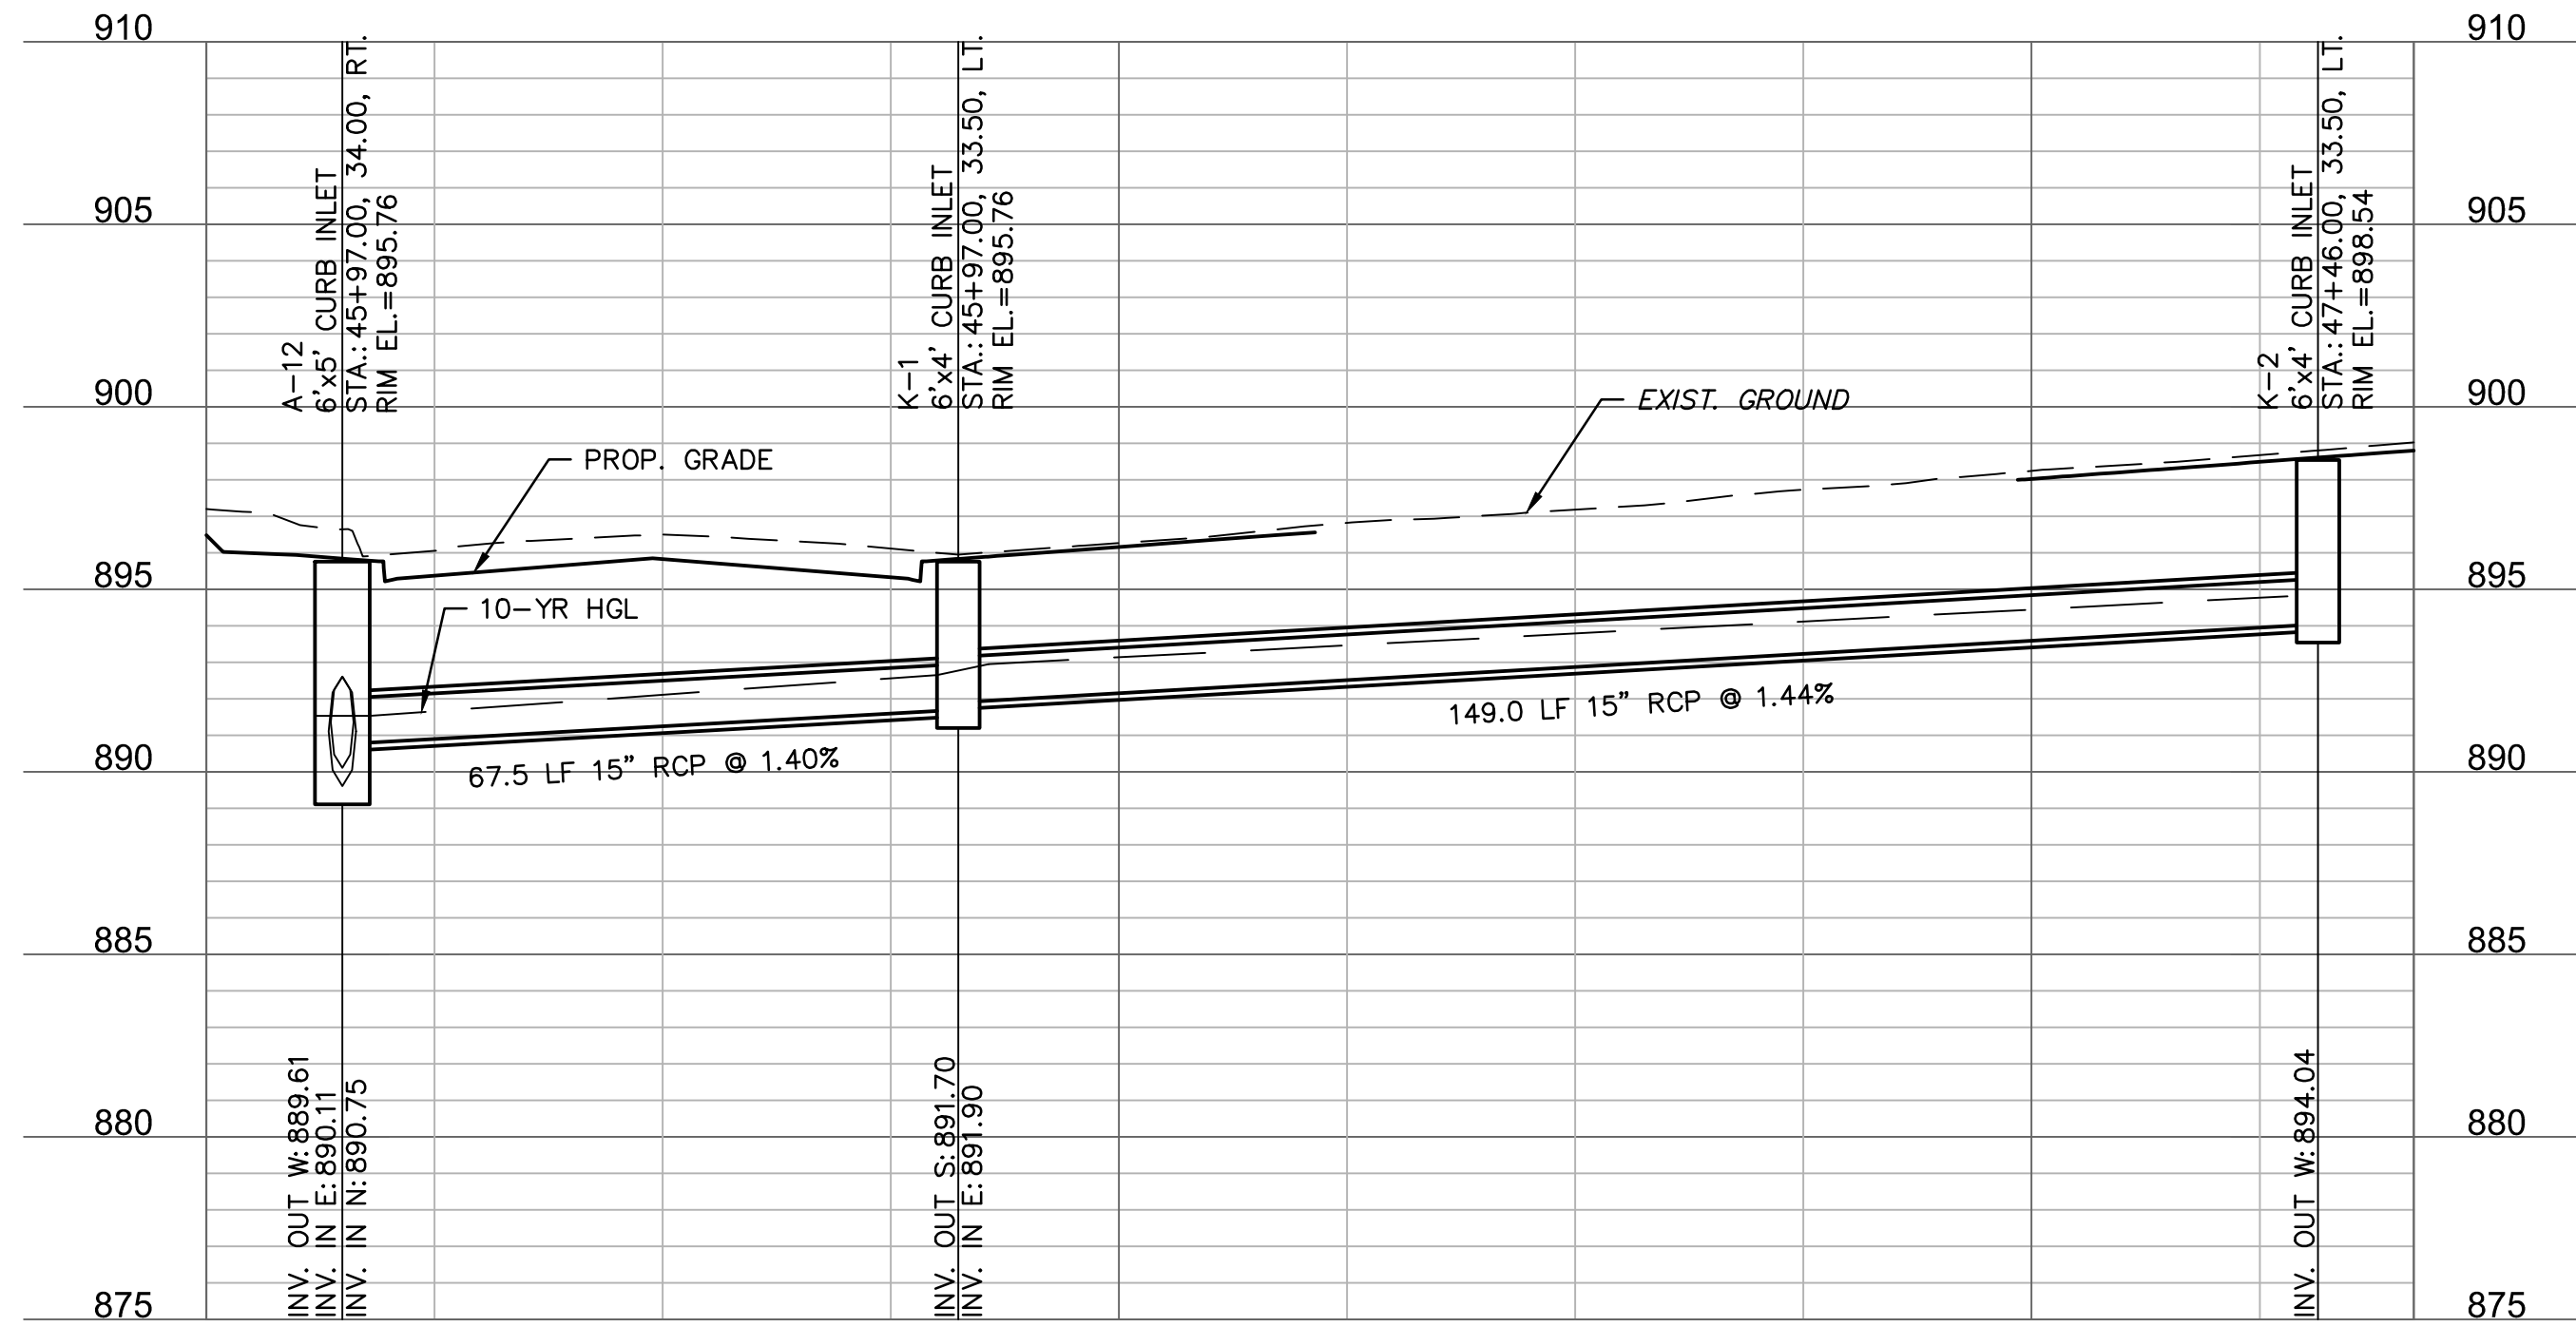 910
910
905
905
900
900
895
895
890
890
885
885
880
880
875
875
A-12
6'x5' CURB INLET
STA.: 45+97.00, 34.00, RT.
RIM EL.=895.76
K-1
6'x4' CURB INLET
STA.: 45+97.00, 33.50, LT.
RIM EL.=895.76
K-2
6'x4' CURB INLET
STA.: 47+46.00, 33.50, LT.
RIM EL.=898.54
EXIST. GROUND
PROP. GRADE
10-YR HGL
149.0 LF 15" RCP @ 1.44%
67.5 LF 15" RCP @ 1.40%
INV. OUT W: 889.61
INV. IN E: 890.11
INV. IN N: 890.75
INV. OUT S: 891.70
INV. IN E: 891.90
INV. OUT W: 894.04